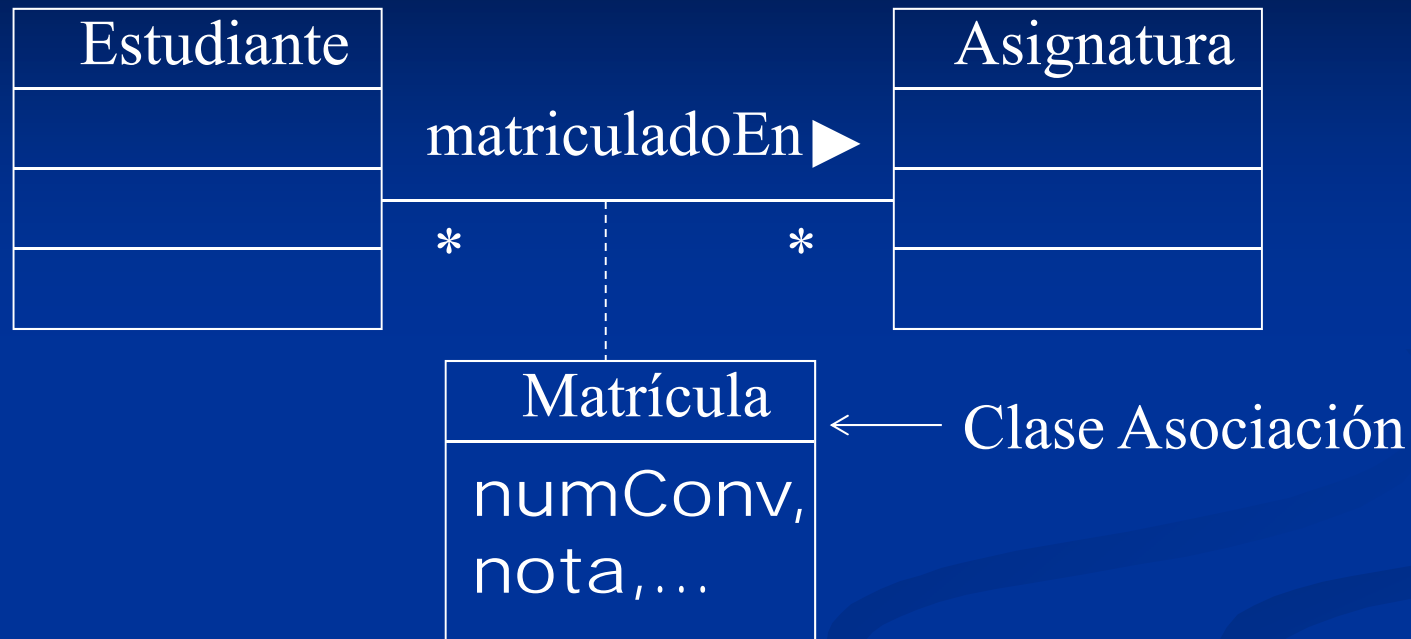 Estudiante
Asignatura
matriculadoEn
* *
Matrícula
Clase Asociación
numConv,
nota,...